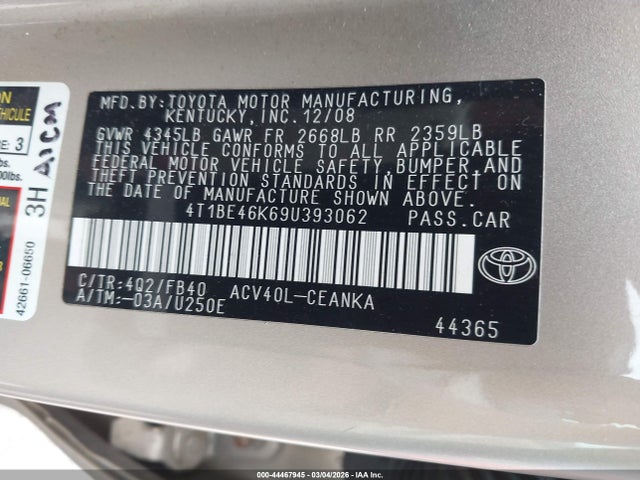 MFD.BY:TOYOTA MOTOR MANUFACTURING,
KENTUCKY,INC.12/08
GVWR 4345LB GAWR FR 2668LB RR 2359LB
THIS VEHICLE CONFORMS TO ALL APPLICABLE
FEDERAL MOTOR VEHICLE SAFETY,BUMPER,AND
THEFT PREVENTION STANDARDS IN EFFECT ON
THE DATE OF MANUFACTURE SHOWN ABOVE.
4T1BE46K69U393062 PASS.CAR
C/TR:4Q2/FB40 ACV40L-CEANKA
A/TM:-03A/U250E
44365
3H
42661-06650
000-44467945 - 03/04/2026 - IAA Inc.